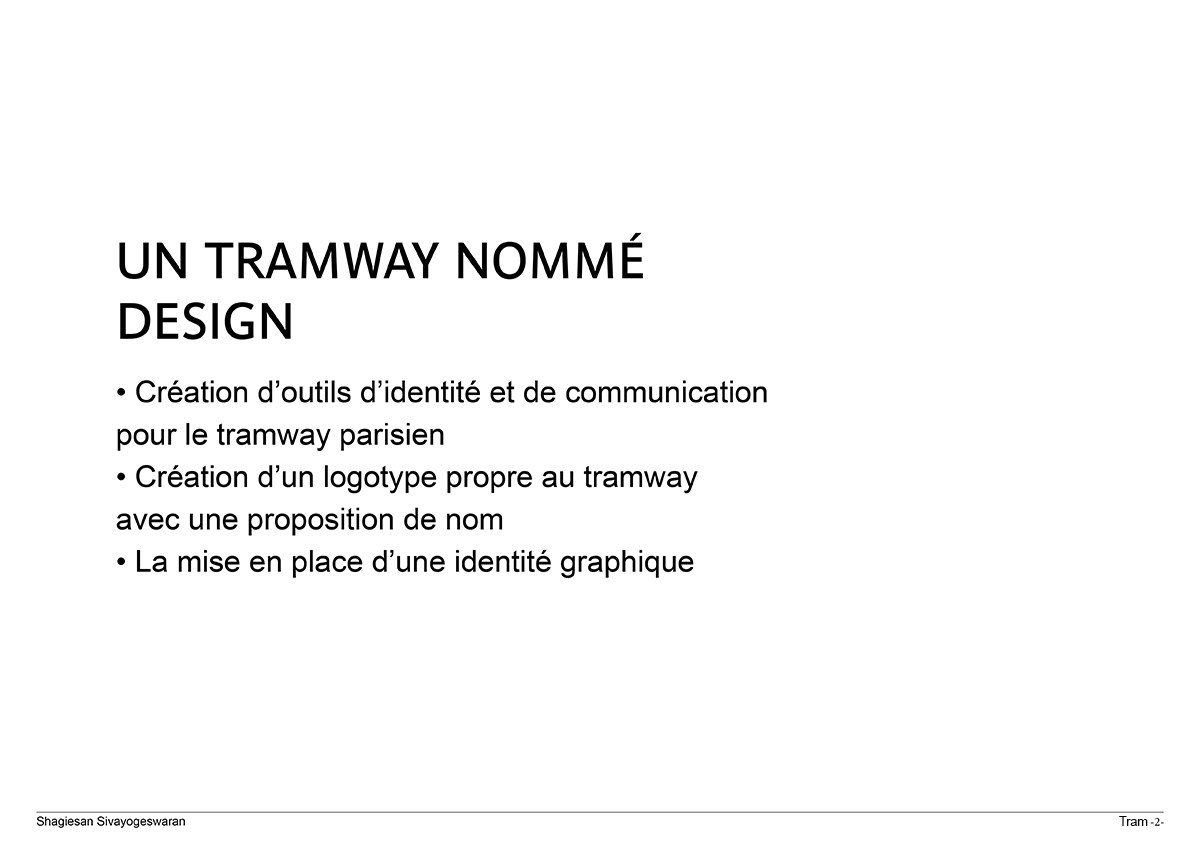 UN TRAMWAY NOMMÉ
DESIGN
• Création d’outils d’identité et de communication
pour le tramway parisien
• Création d’un logotype propre au tramway
avec une proposition de nom
• La mise en place d’une identité graphique
Shagiesan Sivayogeswaran
Tram -2-